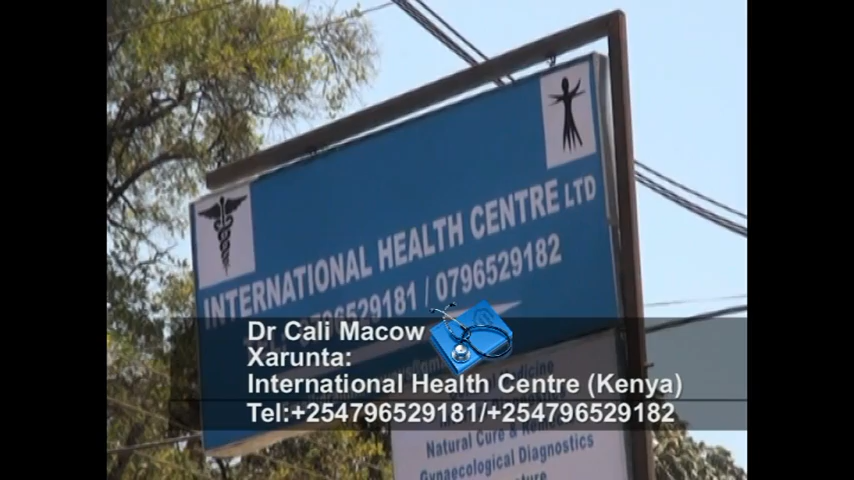 INTERNATIONAL HEALTH CENTRE LTD
0796529181 / 0796529182
Dr Cali Macow
Xarunta:
International Health Centre (Kenya)
Tel:+254796529181/+254796529182
Medicine
Natural Cure &
Gynaecological Diagnostics